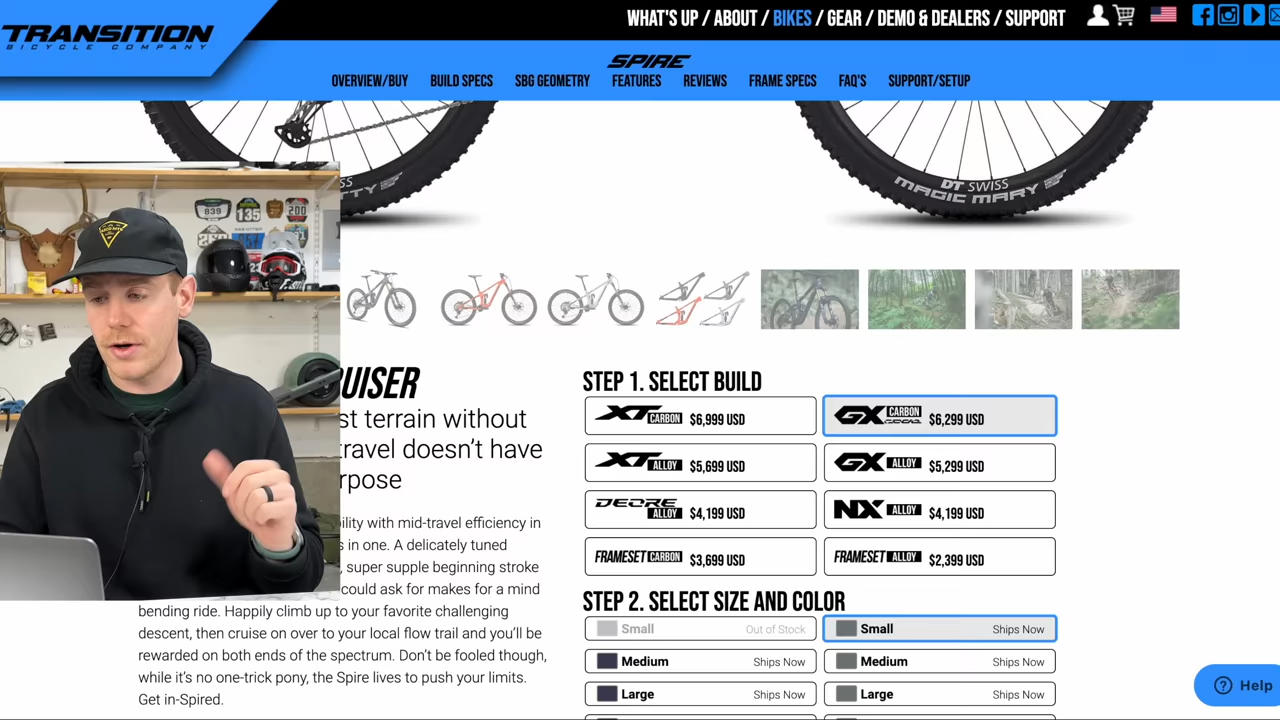 TRANSITION
BICYCLE COMPANY
WHAT'S UP / ABOUT / BIKES / GEAR / DEMO & DEALERS / SUPPORT
SPIRE
OVERVIEW/BUY BUILD SPECS SBG GEOMETRY FEATURES REVIEWS FRAME SPECS FAQ'S SUPPORT/SETUP
DT SWISS
MAGIC MARY
839
135
200
UISER
st terrain without
travel doesn't have
rpose
bility with mid-travel efficiency in
s in one. A delicately tuned
, super supple beginning stroke
could ask for makes for a mind
bending ride. Happily climb up to your favorite challenging
descent, then cruise on over to your local flow trail and you'll be
rewarded on both ends of the spectrum. Don't be fooled though,
while it's no one-trick pony, the Spire lives to push your limits.
Get in-Spired.
STEP 1. SELECT BUILD
XT CARBON $6,999 USD
GX CARBON $6,299 USD
XT ALLOY $5,699 USD
GX ALLOY $5,299 USD
DEORE ALLOY $4,199 USD
NX ALLOY $4,199 USD
FRAMESET CARBON $3,699 USD
FRAMESET ALLOY $2,399 USD
STEP 2. SELECT SIZE AND COLOR
Small Out of Stock
Small Ships Now
Medium Ships Now
Medium Ships Now
Large Ships Now
Large Ships Now
Help